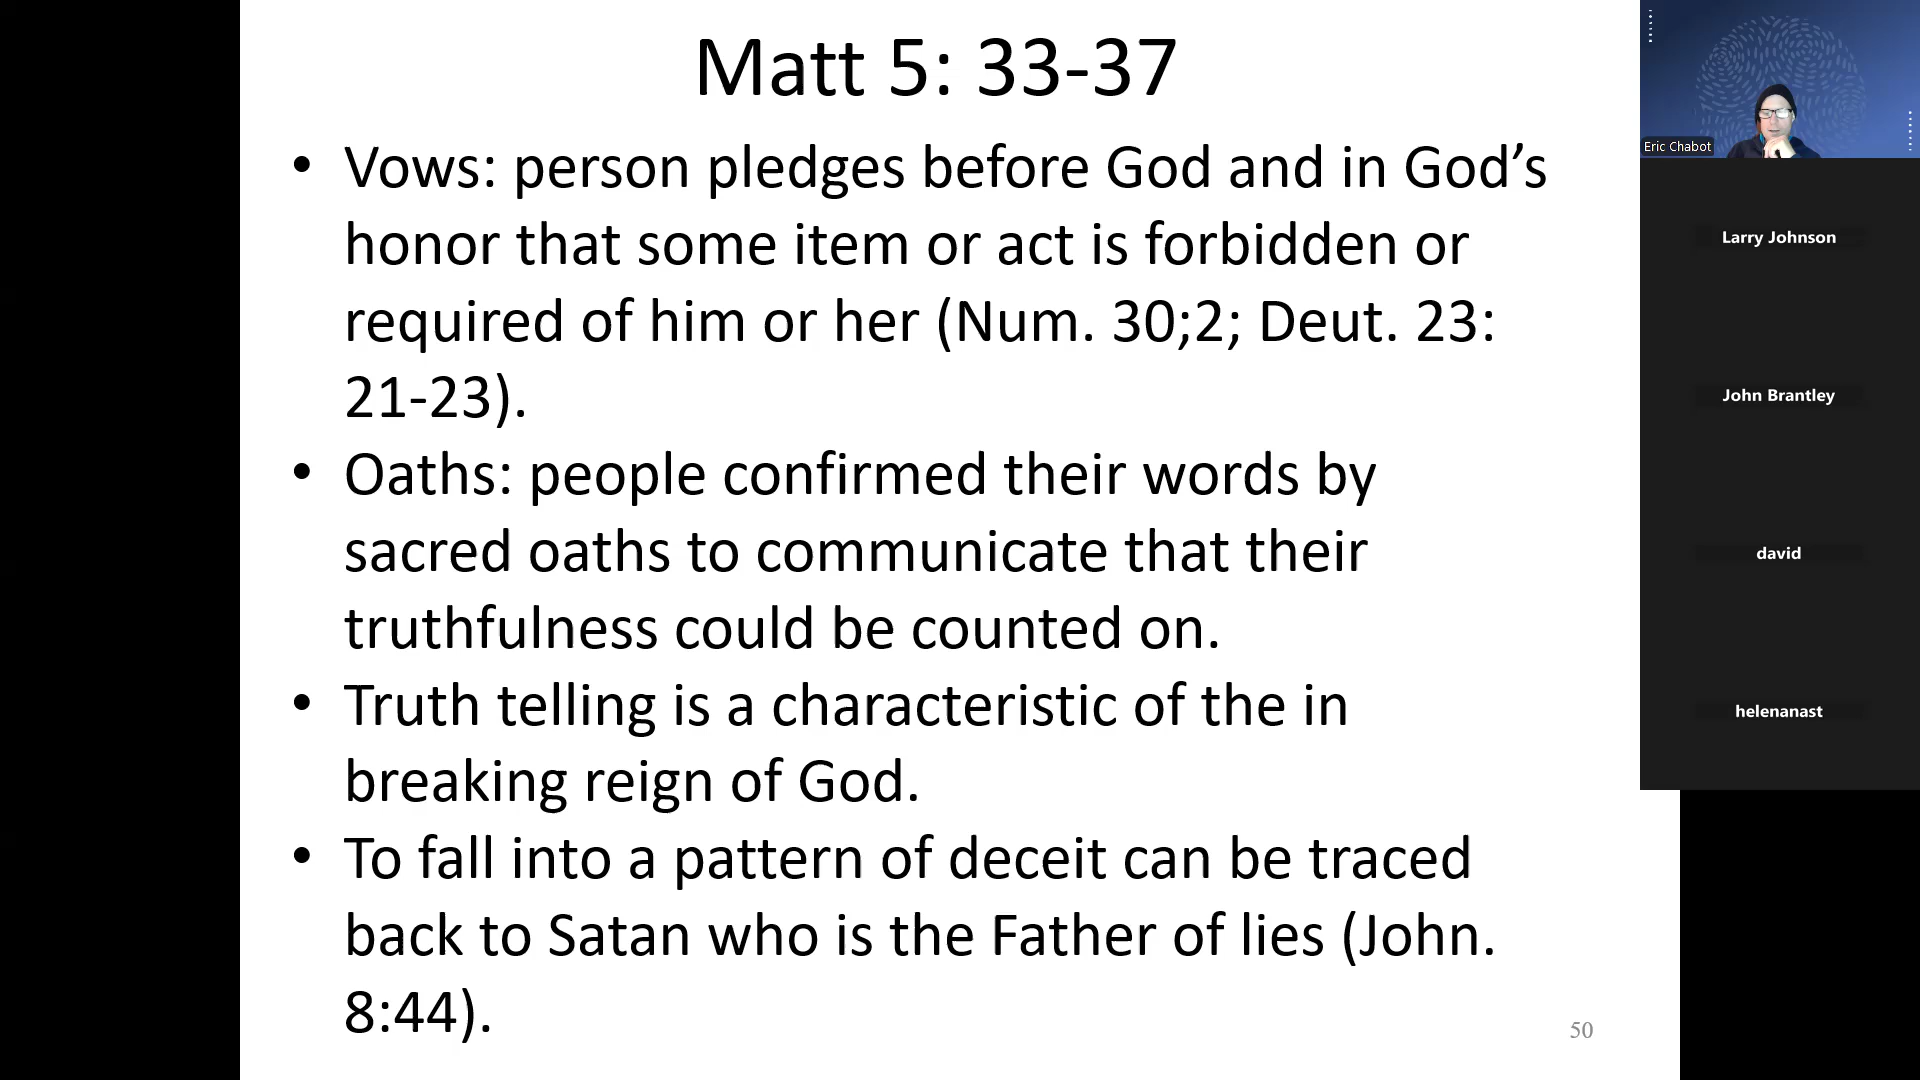 Matt 5: 33-37
• Vows: person pledges before God and in God’s
honor that some item or act is forbidden or
required of him or her (Num. 30;2; Deut. 23:
21-23).
• Oaths: people confirmed their words by
sacred oaths to communicate that their
truthfulness could be counted on.
• Truth telling is a characteristic of the in
breaking reign of God.
• To fall into a pattern of deceit can be traced
back to Satan who is the Father of lies (John.
8:44).
50
Eric Chabot
Larry Johnson
John Brantley
david
helenanast